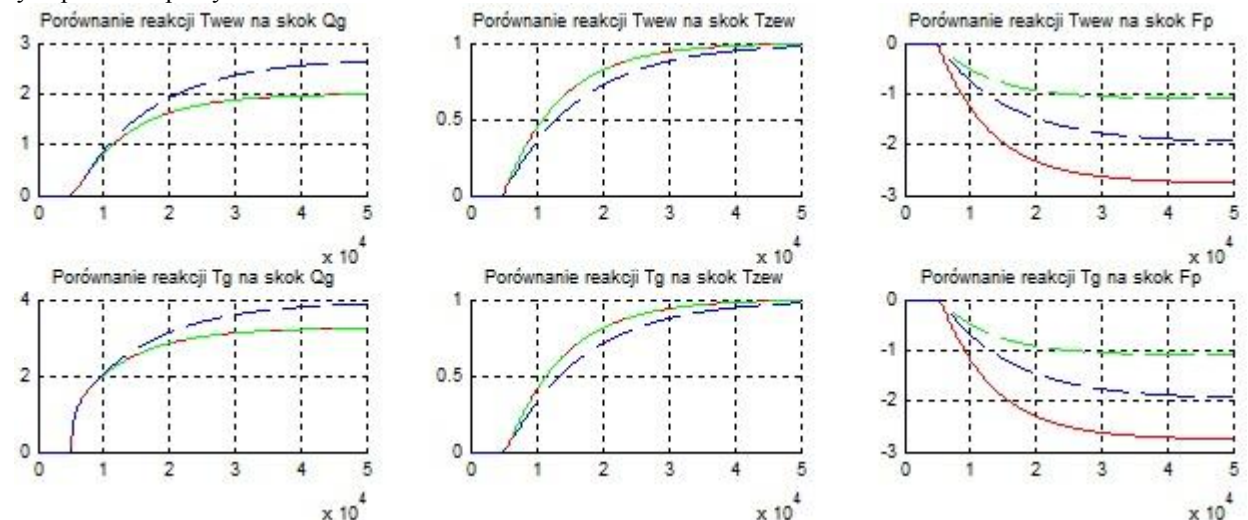 Porównanie reakcji Twew na skok Qg
3
2
1
0
0 1 2 3 4 5
x 10^4
Porównanie reakcji Twew na skok Tzew
1
0.5
0
0 1 2 3 4 5
x 10^4
Porównanie reakcji Twew na skok Fp
0
-1
-2
-3
0 1 2 3 4 5
x 10^4
Porównanie reakcji Tg na skok Qg
4
2
0
0 1 2 3 4 5
x 10^4
Porównanie reakcji Tg na skok Tzew
1
0.5
0
0 1 2 3 4 5
x 10^4
Porównanie reakcji Tg na skok Fp
0
-1
-2
-3
0 1 2 3 4 5
x 10^4